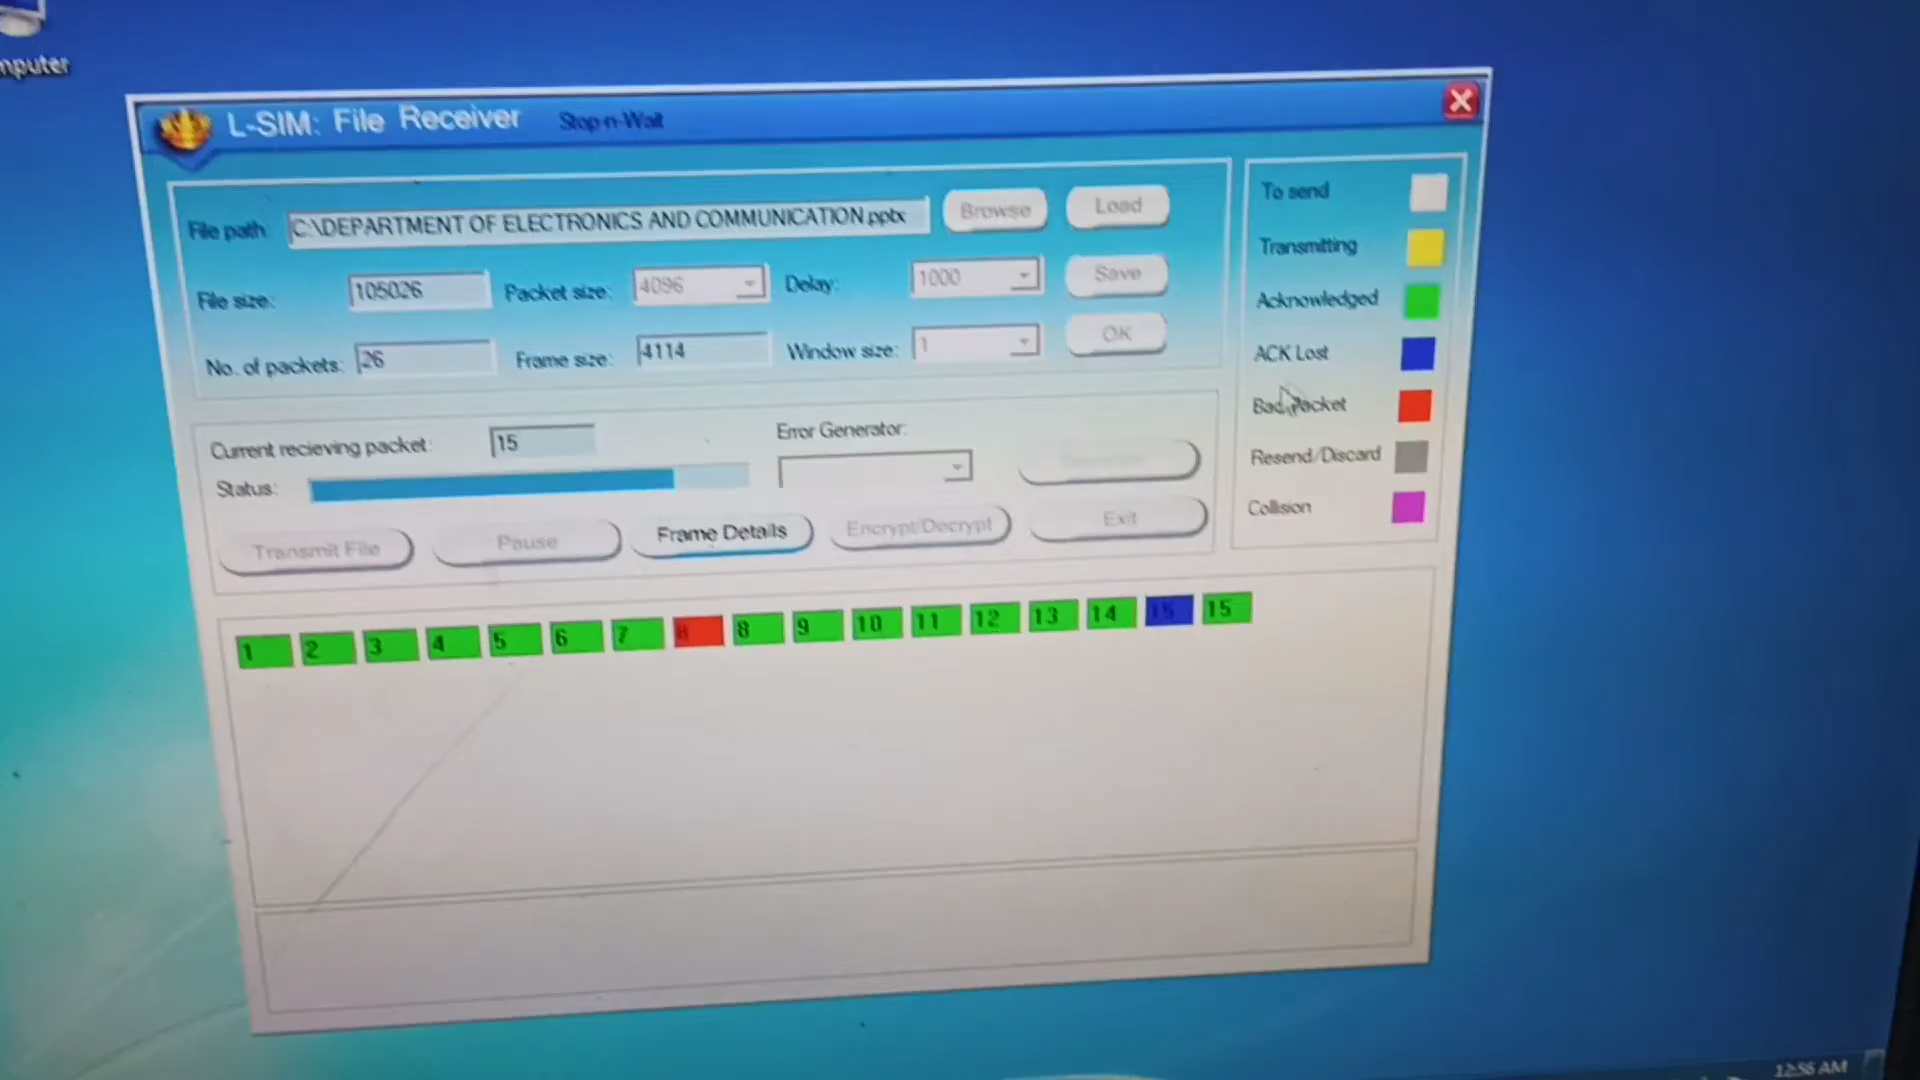 mputer
L-SIM: File Receiver Stop-n-Wait
File path: C:\DEPARTMENT OF ELECTRONICS AND COMMUNICATION.pptx Browse Load
File size: 105026 Packet size: 4096 Delay: 1000 Save
No. of packets: 26 Frame size: 4114 Window size: 1 OK
To send
Transmitting
Acknowledged
ACK Lost
Bad Packet
Resend/Discard
Collision
Current recieving packet: 15 Error Generator:
Status:
Transmit File Pause Frame Details Encrypt/Decrypt Exit
1 2 3 4 5 6 7 8 8 9 10 11 12 13 14 15 15
12:56 AM